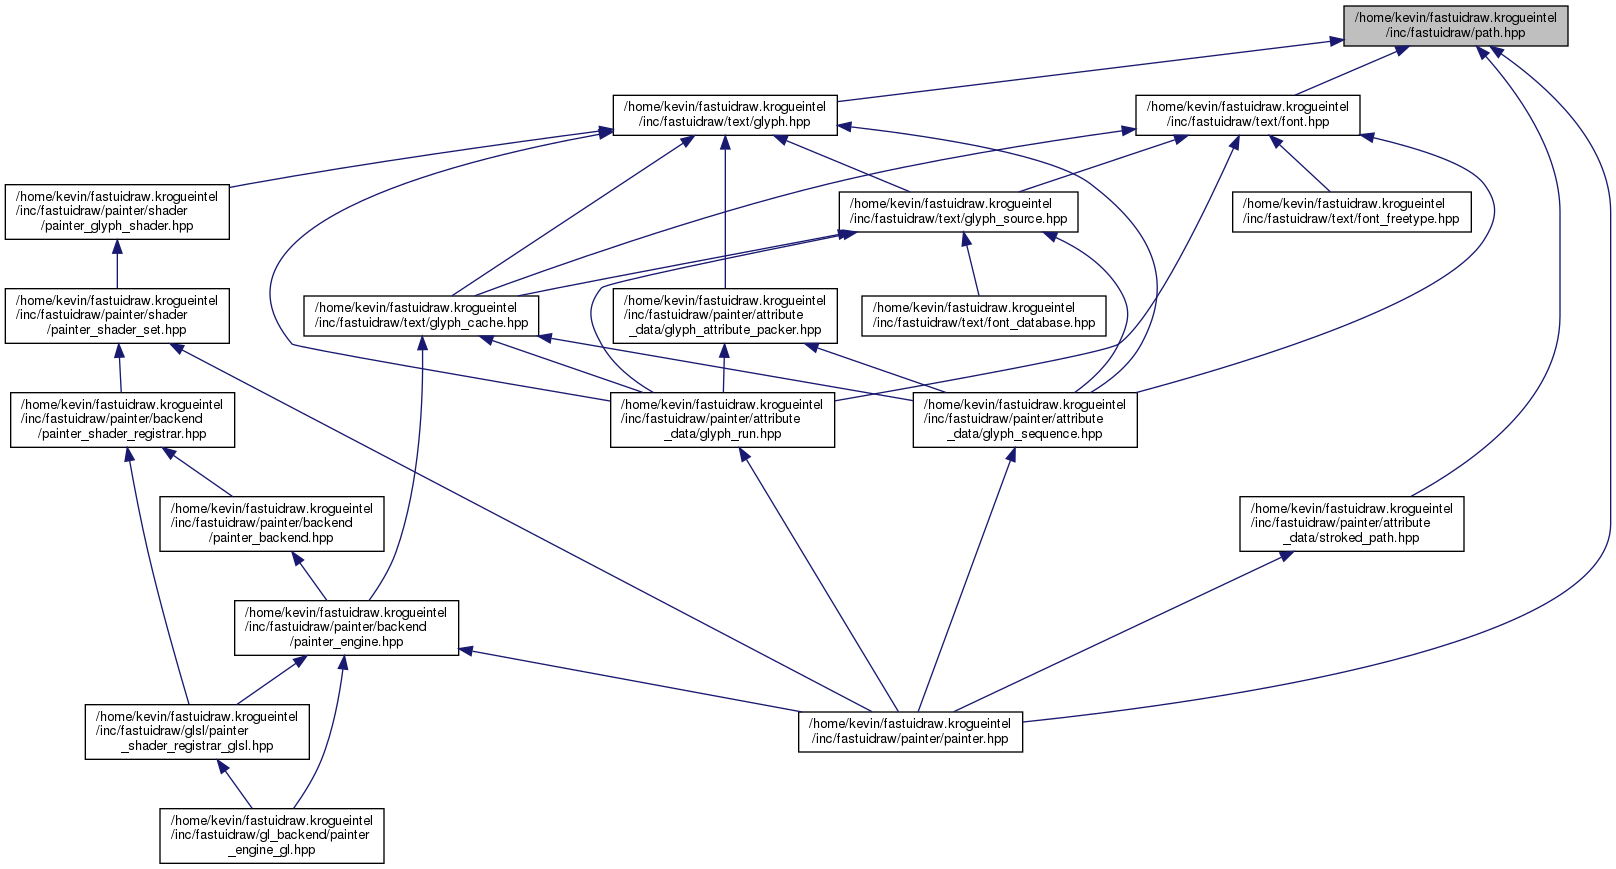 /home/kevin/fastuidraw.krogueintel
/inc/fastuidraw/path.hpp
/home/kevin/fastuidraw.krogueintel
/inc/fastuidraw/text/glyph.hpp
/home/kevin/fastuidraw.krogueintel
/inc/fastuidraw/text/font.hpp
/home/kevin/fastuidraw.krogueintel
/inc/fastuidraw/painter/shader
/painter_glyph_shader.hpp
/home/kevin/fastuidraw.krogueintel
/inc/fastuidraw/text/glyph_source.hpp
/home/kevin/fastuidraw.krogueintel
/inc/fastuidraw/text/font_freetype.hpp
/home/kevin/fastuidraw.krogueintel
/inc/fastuidraw/painter/shader
/painter_shader_set.hpp
/home/kevin/fastuidraw.krogueintel
/inc/fastuidraw/text/glyph_cache.hpp
/home/kevin/fastuidraw.krogueintel
/inc/fastuidraw/painter/attribute
_data/glyph_attribute_packer.hpp
/home/kevin/fastuidraw.krogueintel
/inc/fastuidraw/text/font_database.hpp
/home/kevin/fastuidraw.krogueintel
/inc/fastuidraw/painter/backend
/painter_shader_registrar.hpp
/home/kevin/fastuidraw.krogueintel
/inc/fastuidraw/painter/attribute
_data/glyph_run.hpp
/home/kevin/fastuidraw.krogueintel
/inc/fastuidraw/painter/attribute
_data/glyph_sequence.hpp
/home/kevin/fastuidraw.krogueintel
/inc/fastuidraw/painter/backend
/painter_backend.hpp
/home/kevin/fastuidraw.krogueintel
/inc/fastuidraw/painter/attribute
_data/stroked_path.hpp
/home/kevin/fastuidraw.krogueintel
/inc/fastuidraw/painter/backend
/painter_engine.hpp
/home/kevin/fastuidraw.krogueintel
/inc/fastuidraw/glsl/painter
_shader_registrar_glsl.hpp
/home/kevin/fastuidraw.krogueintel
/inc/fastuidraw/painter/painter.hpp
/home/kevin/fastuidraw.krogueintel
/inc/fastuidraw/gl_backend/painter
_engine_gl.hpp